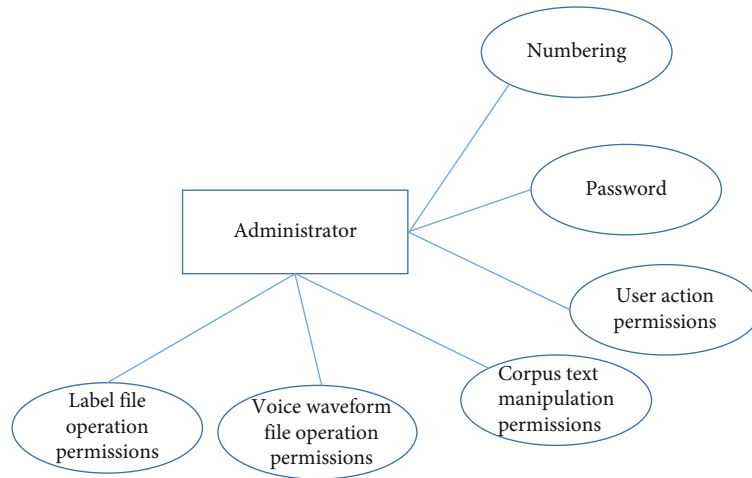 Numbering
Password
Administrator
User action
permissions
Label file
operation
permissions
Voice waveform
file operation
permissions
Corpus text
manipulation
permissions